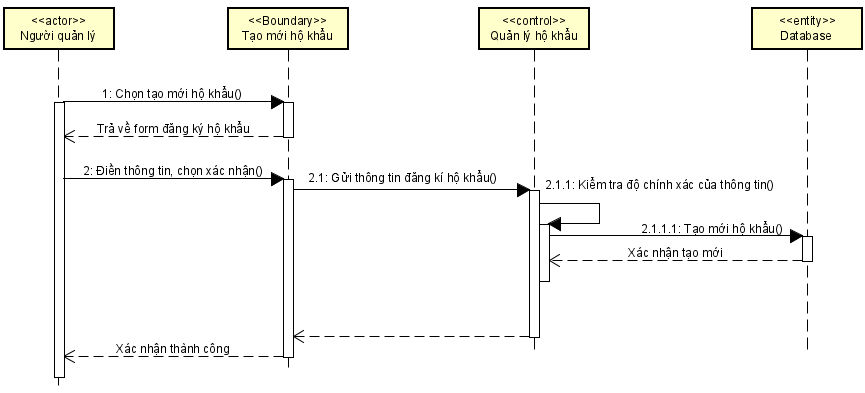 <<actor>>
Người quản lý
<<Boundary>>
Tạo mới hộ khẩu
<<control>>
Quản lý hộ khẩu
<<entity>>
Database
1: Chọn tạo mới hộ khẩu()
Trả về form đăng ký hộ khẩu
2: Điền thông tin, chọn xác nhận()
2.1: Gửi thông tin đăng kí hộ khẩu()
2.1.1: Kiểm tra độ chính xác của thông tin()
2.1.1.1: Tạo mới hộ khẩu()
Xác nhận tạo mới
Xác nhận thành công